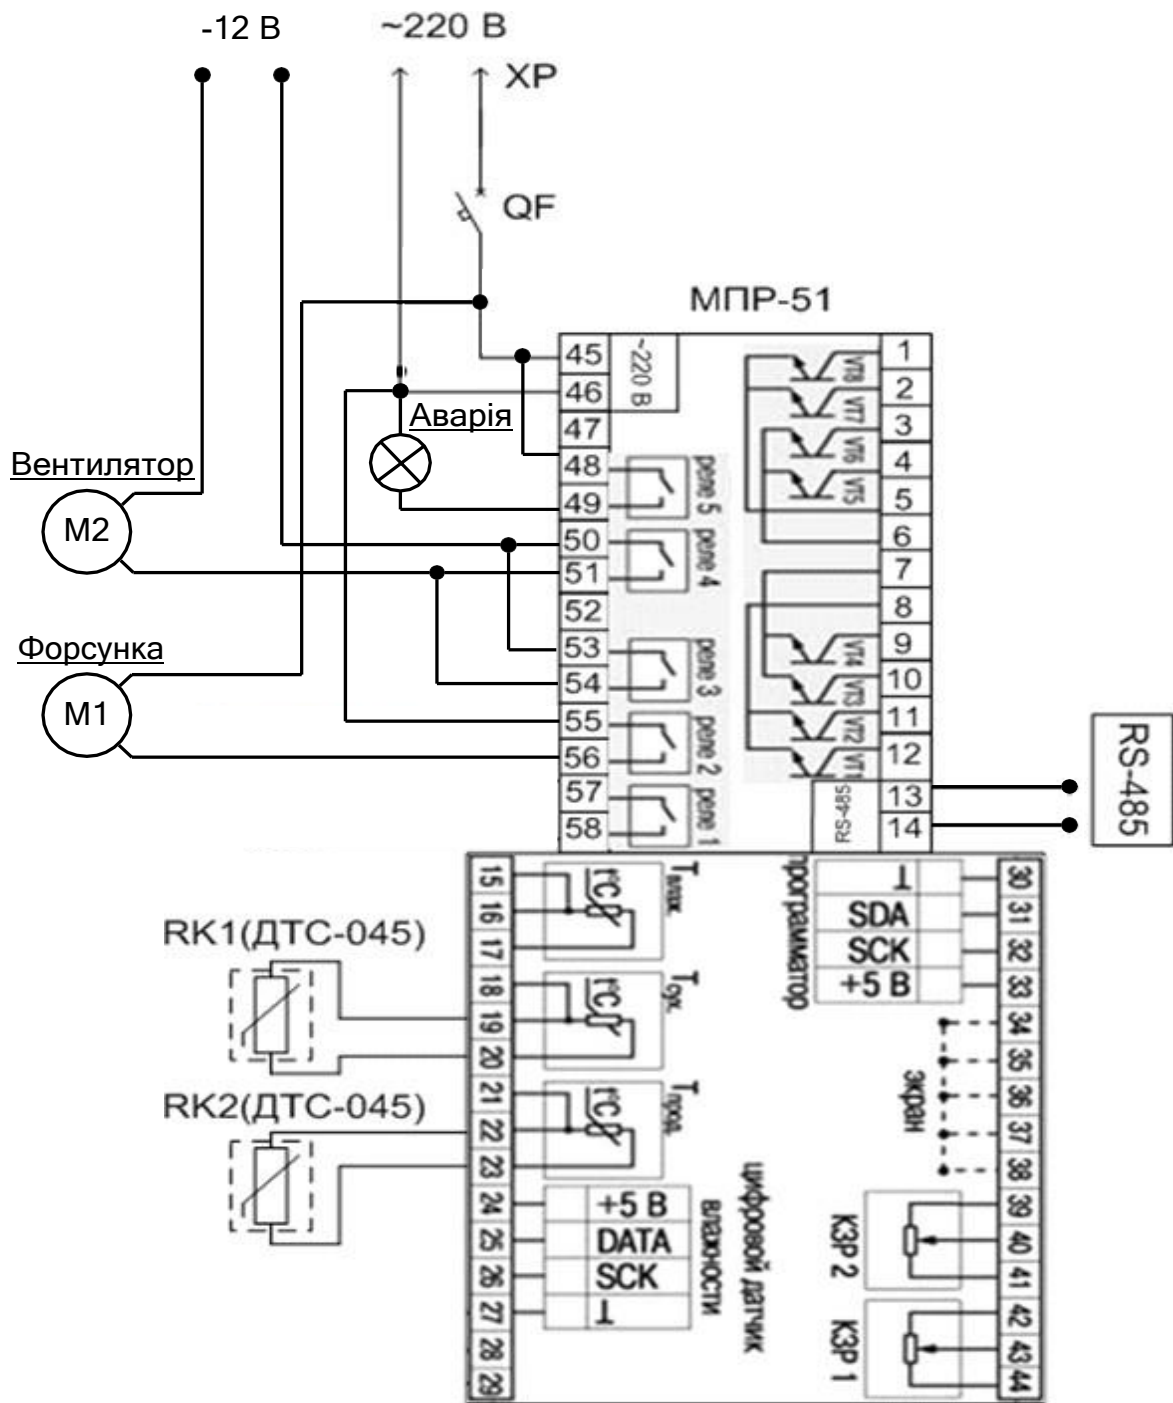 -12 В
~220 В
XP
QF
МПР-51
Аварія
Вентилятор
М2
Форсунка
М1
45
46
47
48
49
50
51
52
53
54
55
56
57
58
~220 В
реле 5
реле 4
реле 3
реле 2
реле 1
VT8
VT7
VT6
VT5
VT4
VT3
VT2
VT1
1
2
3
4
5
6
7
8
9
10
11
12
13
14
RS-485
RS-485
RK1(ДТС-045)
RK2(ДТС-045)
15
16
17
18
19
20
21
22
23
24
25
26
27
28
29
t°C
Tвлаж.
t°C
Tсух.
t°C
Tпрод.
+5 В
DATA
SCK
⊥
цифровой датчик
влажности
программатор
⊥
SDA
SCK
+5 В
экран
КЗР 2
КЗР 1
30
31
32
33
34
35
36
37
38
39
40
41
42
43
44